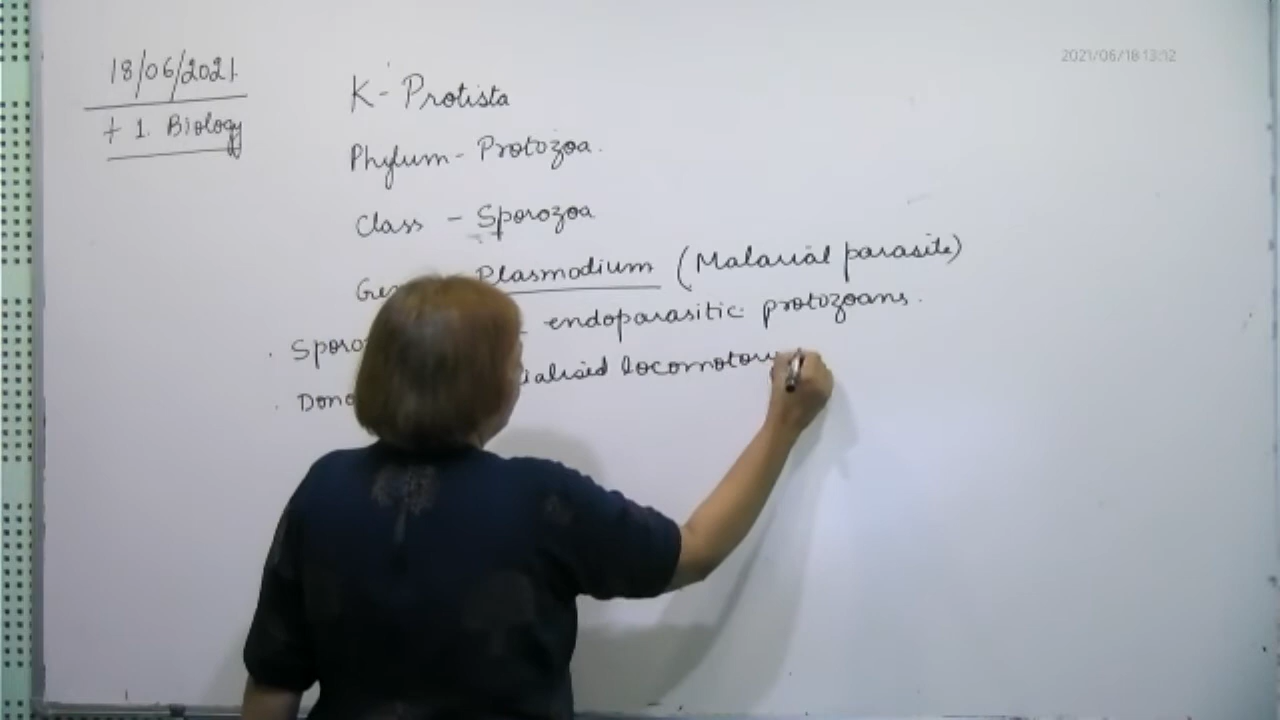 18/06/2021.
+ 1. Biology
2021/06/18 13:12
K - Protista
Phylum - Protozoa.
Class - Sporozoa
Plasmodium (Malarial parasite)
endoparasitic protozoans.
locomotory